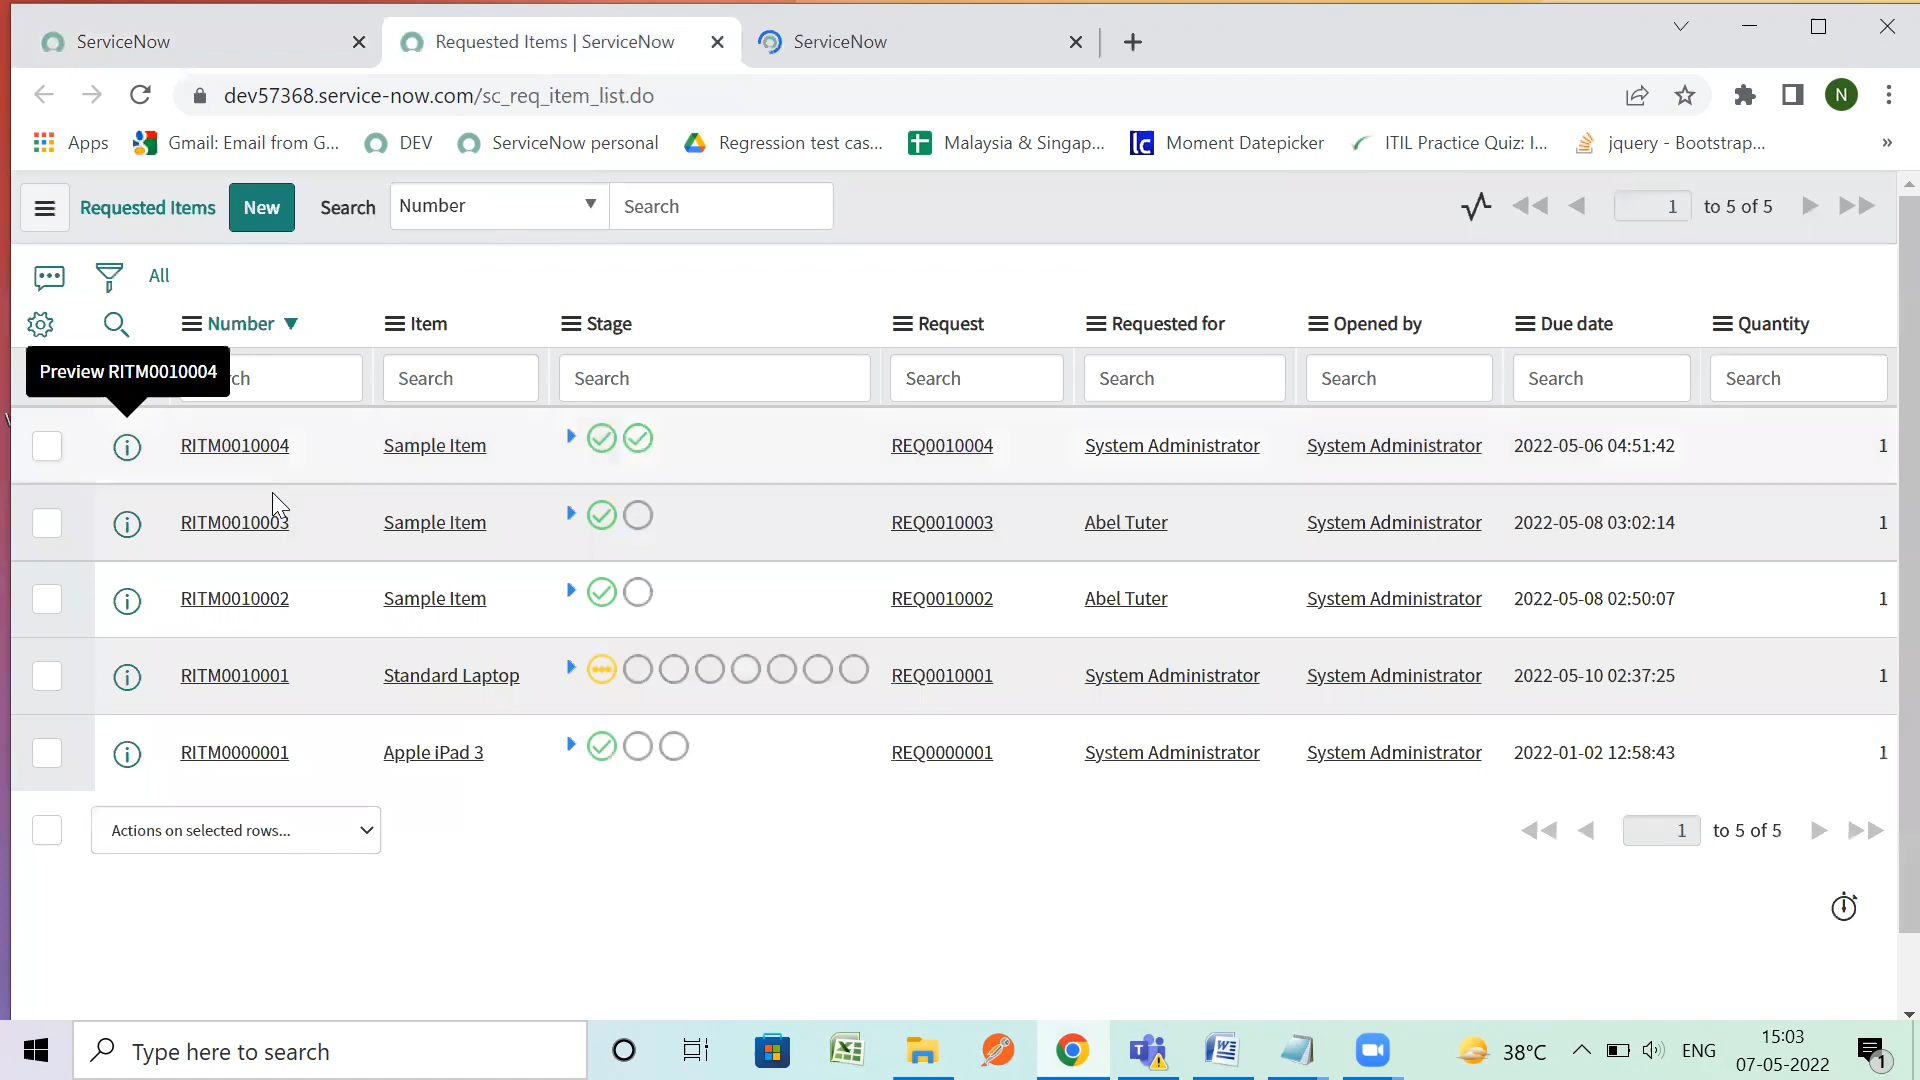 ServiceNow
Requested Items | ServiceNow
ServiceNow
dev57368.service-now.com/sc_req_item_list.do
N
Apps
Gmail: Email from G...
DEV
ServiceNow personal
Regression test cas...
Malaysia & Singap...
lc
Moment Datepicker
ITIL Practice Quiz: I...
jquery - Bootstrap...
»
Requested Items
New
Search
Number
Search
1 to 5 of 5
All
Number
Item
Stage
Request
Requested for
Opened by
Due date
Quantity
Preview RITM0010004
rch
Search
Search
Search
Search
Search
Search
Search
RITM0010004 Sample Item REQ0010004 System Administrator System Administrator 2022-05-06 04:51:42 1
RITM0010003 Sample Item REQ0010003 Abel Tuter System Administrator 2022-05-08 03:02:14 1
RITM0010002 Sample Item REQ0010002 Abel Tuter System Administrator 2022-05-08 02:50:07 1
RITM0010001 Standard Laptop REQ0010001 System Administrator System Administrator 2022-05-10 02:37:25 1
RITM0000001 Apple iPad 3 REQ0000001 System Administrator System Administrator 2022-01-02 12:58:43 1
Actions on selected rows...
1 to 5 of 5
Type here to search
38°C
ENG
15:03
07-05-2022
1